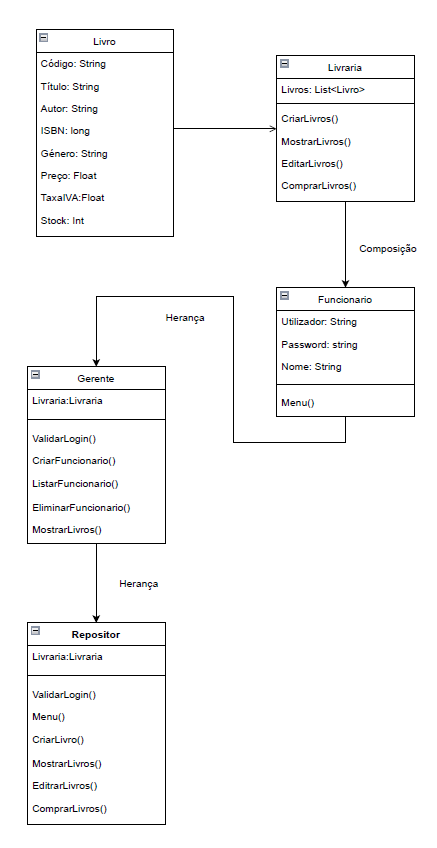 Livro
Código: String
Título: String
Autor: String
ISBN: long
Género: String
Preço: Float
TaxaIVA:Float
Stock: Int
Livraria
Livros: List<Livro>
CriarLivros()
MostrarLivros()
EditarLivros()
ComprarLivros()
Composição
Funcionario
Utilizador: String
Password: string
Nome: String
Menu()
Herança
Gerente
Livraria:Livraria
ValidarLogin()
CriarFuncionario()
ListarFuncionario()
EliminarFuncionario()
MostrarLivros()
Herança
Repositor
Livraria:Livraria
ValidarLogin()
Menu()
CriarLivro()
MostrarLivros()
EditrarLivros()
ComprarLivros()